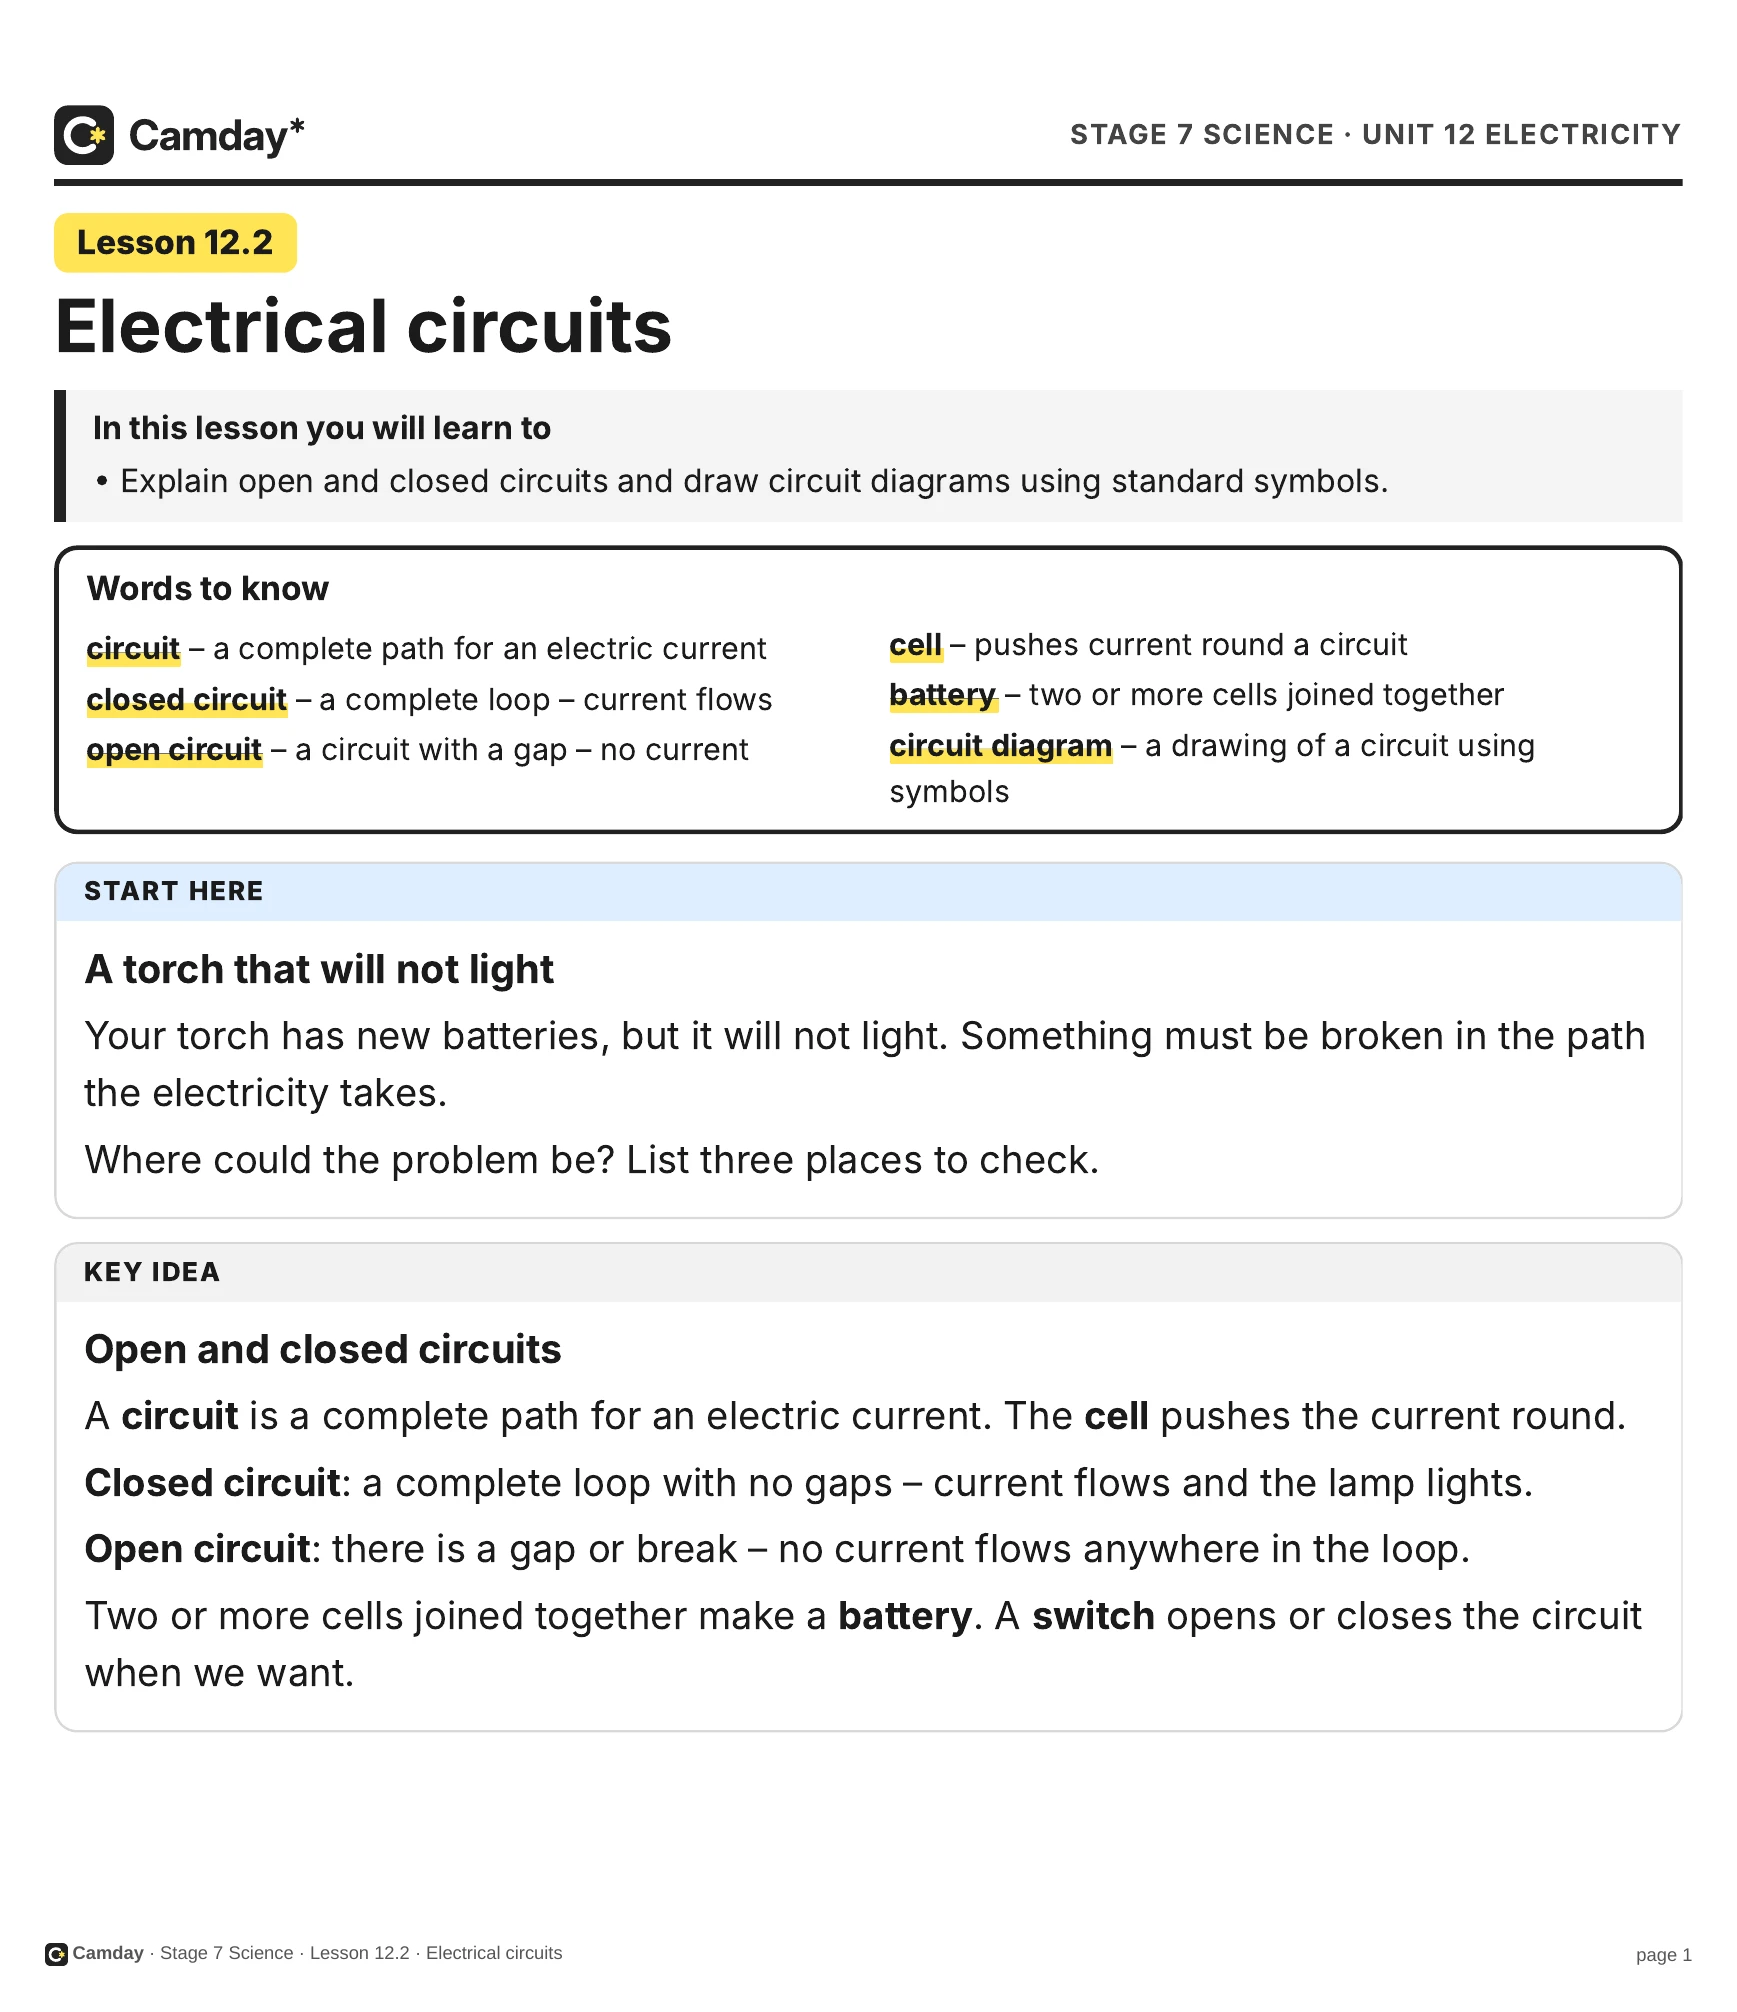 Camday*
STAGE 7 SCIENCE · UNIT 12 ELECTRICITY
Lesson 12.2
Electrical circuits
In this lesson you will learn to
• Explain open and closed circuits and draw circuit diagrams using standard symbols.
Words to know
circuit – a complete path for an electric current
closed circuit – a complete loop – current flows
open circuit – a circuit with a gap – no current
cell – pushes current round a circuit
battery – two or more cells joined together
circuit diagram – a drawing of a circuit using
symbols
START HERE
A torch that will not light
Your torch has new batteries, but it will not light. Something must be broken in the path
the electricity takes.
Where could the problem be? List three places to check.
KEY IDEA
Open and closed circuits
A circuit is a complete path for an electric current. The cell pushes the current round.
Closed circuit: a complete loop with no gaps – current flows and the lamp lights.
Open circuit: there is a gap or break – no current flows anywhere in the loop.
Two or more cells joined together make a battery. A switch opens or closes the circuit
when we want.
Camday · Stage 7 Science · Lesson 12.2 · Electrical circuits
page 1